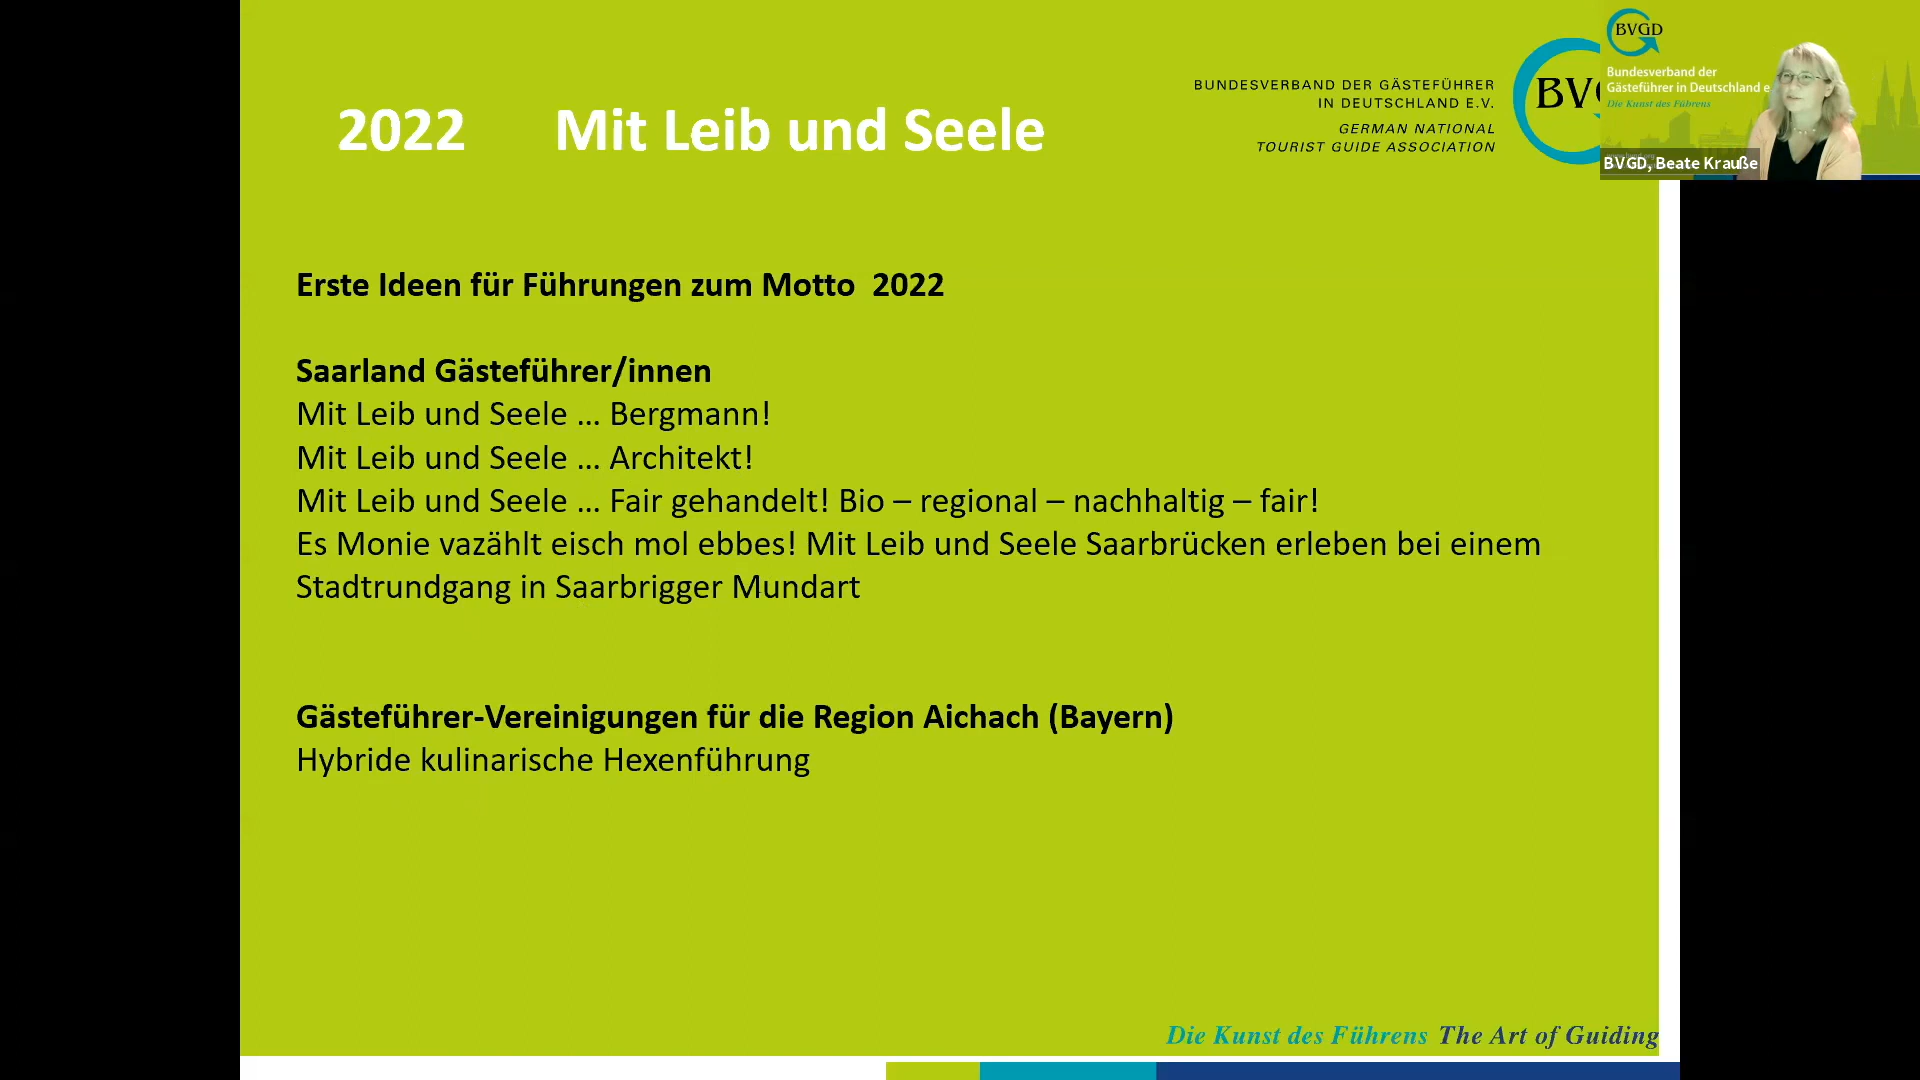 2022 Mit Leib und Seele
BUNDESVERBAND DER GÄSTEFÜHRER
IN DEUTSCHLAND E.V.
GERMAN NATIONAL
TOURIST GUIDE ASSOCIATION
BVGD
Bundesverband der
Gästeführer in Deutschland e
Die Kunst des Führens
BVGD, Beate Krauße
Erste Ideen für Führungen zum Motto 2022
Saarland Gästeführer/innen
Mit Leib und Seele … Bergmann!
Mit Leib und Seele … Architekt!
Mit Leib und Seele … Fair gehandelt! Bio – regional – nachhaltig – fair!
Es Monie vazählt eisch mol ebbes! Mit Leib und Seele Saarbrücken erleben bei einem
Stadtrundgang in Saarbrigger Mundart
Gästeführer-Vereinigungen für die Region Aichach (Bayern)
Hybride kulinarische Hexenführung
Die Kunst des Führens The Art of Guiding